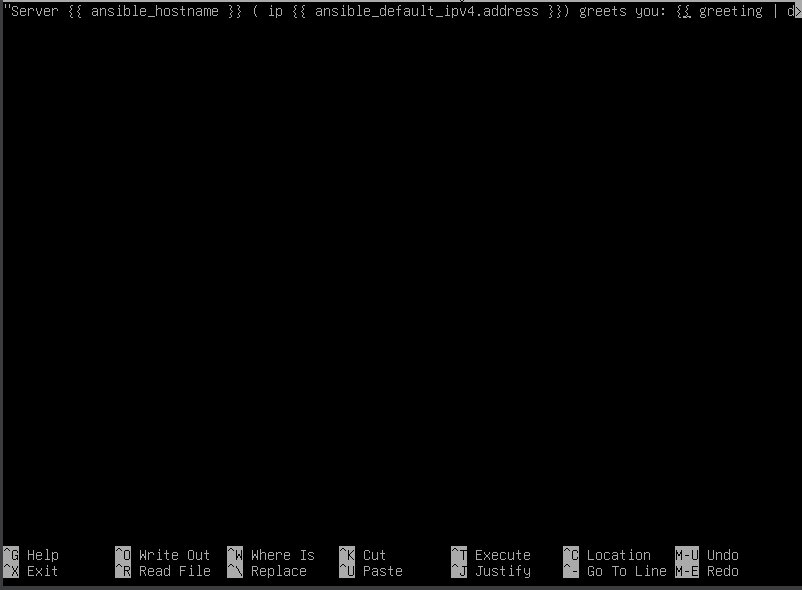 "Server {{ ansible_hostname }} ( ip {{ ansible_default_ipv4.address }}) greets you: {{ greeting | d>
^G Help ^O Write Out ^W Where Is ^K Cut ^T Execute ^C Location M-U Undo
^X Exit ^R Read File ^\ Replace ^U Paste ^J Justify ^- Go To Line M-E Redo